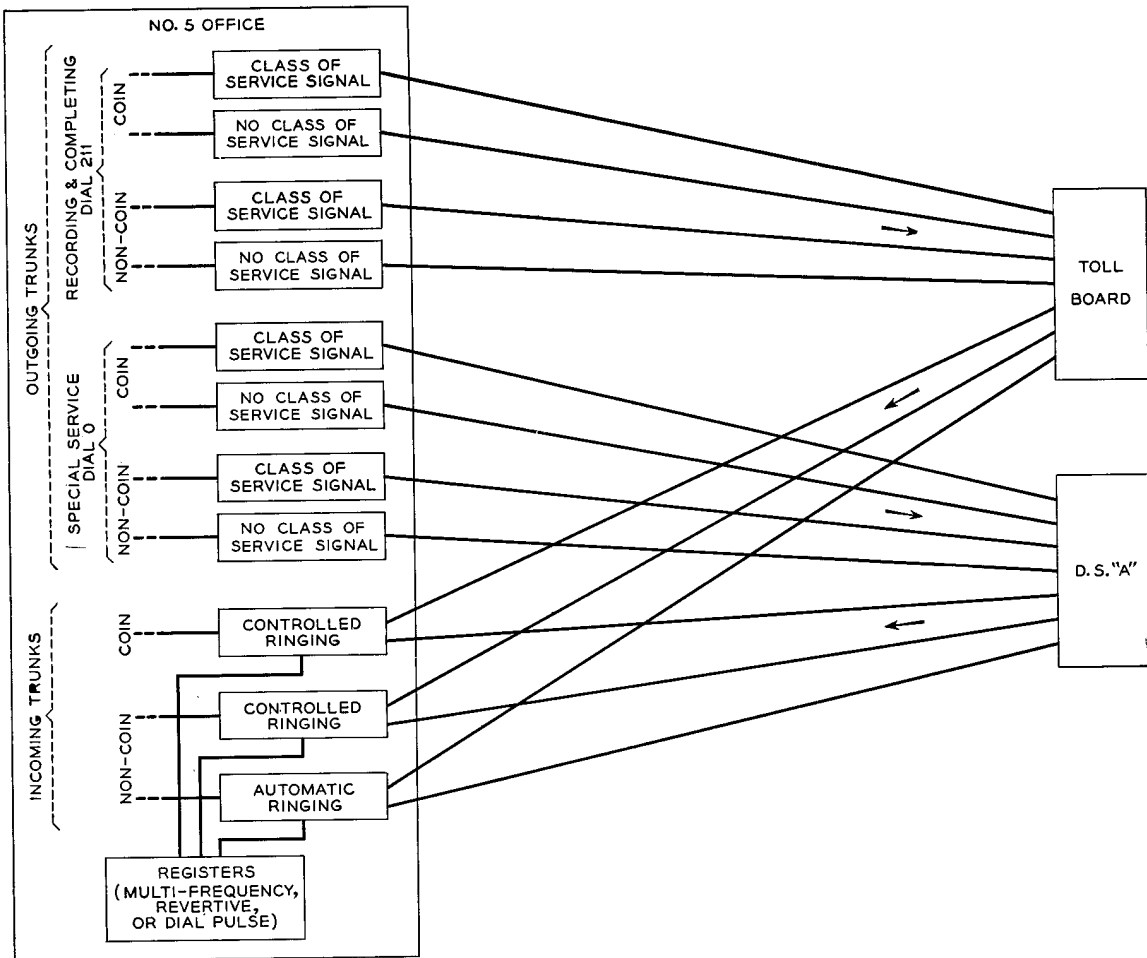 NO. 5 OFFICE
OUTGOING TRUNKS
RECORDING & COMPLETING
DIAL 211
COIN
CLASS OF
SERVICE SIGNAL
NO CLASS OF
SERVICE SIGNAL
NON-COIN
CLASS OF
SERVICE SIGNAL
NO CLASS OF
SERVICE SIGNAL
SPECIAL SERVICE
DIAL 0
COIN
CLASS OF
SERVICE SIGNAL
NO CLASS OF
SERVICE SIGNAL
NON-COIN
CLASS OF
SERVICE SIGNAL
NO CLASS OF
SERVICE SIGNAL
INCOMING TRUNKS
COIN
CONTROLLED
RINGING
NON-COIN
CONTROLLED
RINGING
AUTOMATIC
RINGING
REGISTERS
(MULTI-FREQUENCY,
REVERTIVE,
OR DIAL PULSE)
TOLL
BOARD
D.S."A"